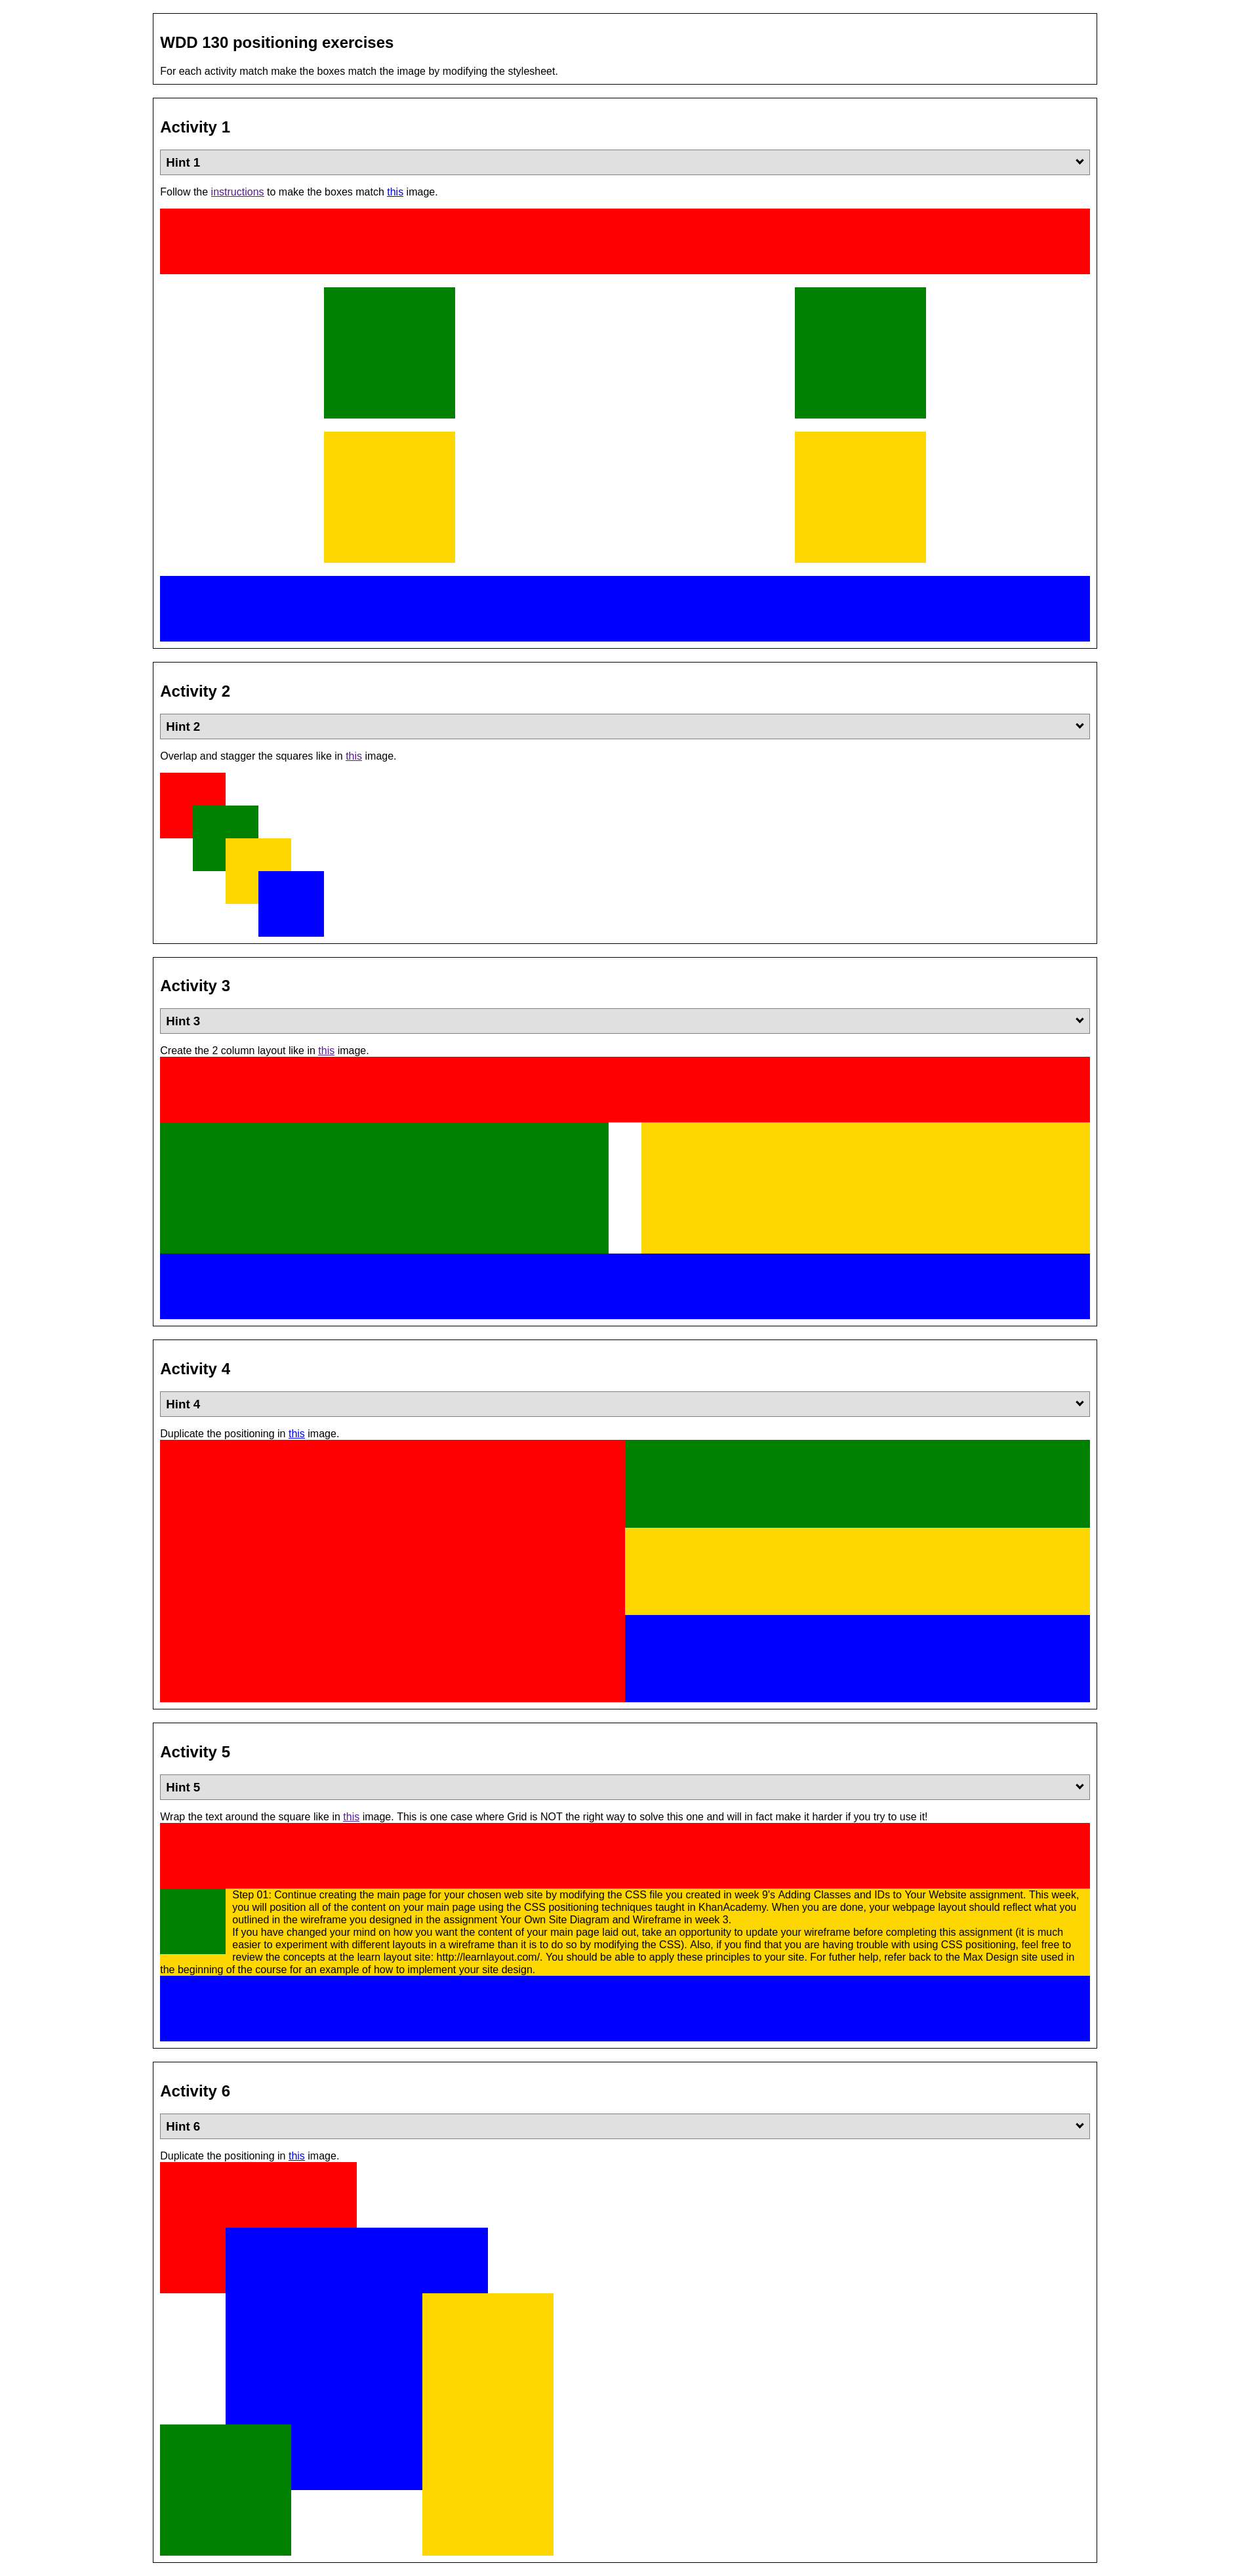 WDD 130 positioning exercises
For each activity match make the boxes match the image by modifying the stylesheet.
Activity 1
Hint 1
Follow the instructions to make the boxes match this image.
Activity 2
Hint 2
Overlap and stagger the squares like in this image.
Activity 3
Hint 3
Create the 2 column layout like in this image.
Activity 4
Hint 4
Duplicate the positioning in this image.
Activity 5
Hint 5
Wrap the text around the square like in this image. This is one case where Grid is NOT the right way to solve this one and will in fact make it harder if you try to use it!
Step 01: Continue creating the main page for your chosen web site by modifying the CSS file you created in week 9's Adding Classes and IDs to Your Website assignment. This week,
you will position all of the content on your main page using the CSS positioning techniques taught in KhanAcademy. When you are done, your webpage layout should reflect what you
outlined in the wireframe you designed in the assignment Your Own Site Diagram and Wireframe in week 3.
If you have changed your mind on how you want the content of your main page laid out, take an opportunity to update your wireframe before completing this assignment (it is much
easier to experiment with different layouts in a wireframe than it is to do so by modifying the CSS). Also, if you find that you are having trouble with using CSS positioning, feel free to
review the concepts at the learn layout site: http://learnlayout.com/. You should be able to apply these principles to your site. For futher help, refer back to the Max Design site used in
the beginning of the course for an example of how to implement your site design.
Activity 6
Hint 6
Duplicate the positioning in this image.